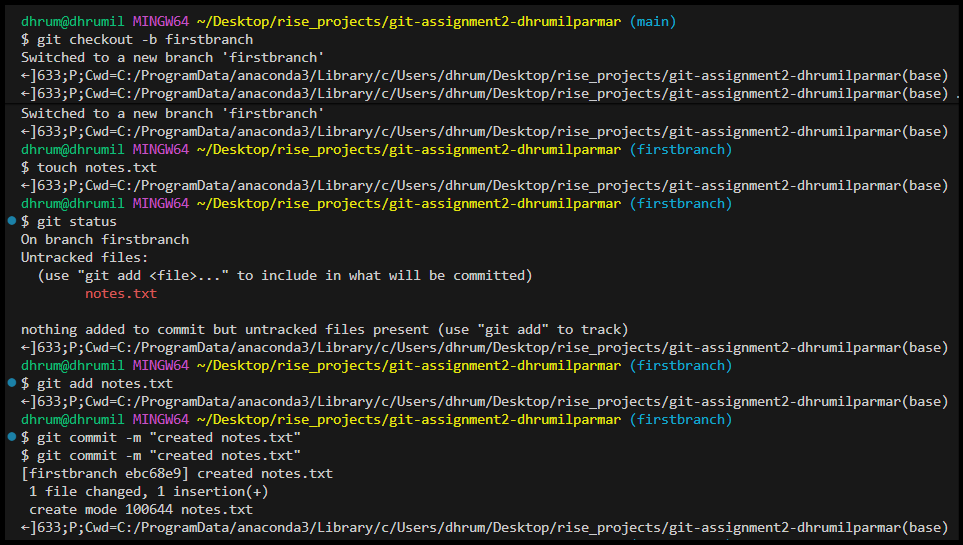 dhrum@dhrumil MINGW64 ~/Desktop/rise_projects/git-assignment2-dhrumilparmar (main)
$ git checkout -b firstbranch
Switched to a new branch 'firstbranch'
←]633;P;Cwd=C:/ProgramData/anaconda3/Library/c/Users/dhrum/Desktop/rise_projects/git-assignment2-dhrumilparmar(base)
←]633;P;Cwd=C:/ProgramData/anaconda3/Library/c/Users/dhrum/Desktop/rise_projects/git-assignment2-dhrumilparmar(base) .
Switched to a new branch 'firstbranch'
←]633;P;Cwd=C:/ProgramData/anaconda3/Library/c/Users/dhrum/Desktop/rise_projects/git-assignment2-dhrumilparmar(base)
dhrum@dhrumil MINGW64 ~/Desktop/rise_projects/git-assignment2-dhrumilparmar (firstbranch)
$ touch notes.txt
←]633;P;Cwd=C:/ProgramData/anaconda3/Library/c/Users/dhrum/Desktop/rise_projects/git-assignment2-dhrumilparmar(base)
dhrum@dhrumil MINGW64 ~/Desktop/rise_projects/git-assignment2-dhrumilparmar (firstbranch)
$ git status
On branch firstbranch
Untracked files:
  (use "git add <file>..." to include in what will be committed)
        notes.txt

nothing added to commit but untracked files present (use "git add" to track)
←]633;P;Cwd=C:/ProgramData/anaconda3/Library/c/Users/dhrum/Desktop/rise_projects/git-assignment2-dhrumilparmar(base)
dhrum@dhrumil MINGW64 ~/Desktop/rise_projects/git-assignment2-dhrumilparmar (firstbranch)
$ git add notes.txt
←]633;P;Cwd=C:/ProgramData/anaconda3/Library/c/Users/dhrum/Desktop/rise_projects/git-assignment2-dhrumilparmar(base)
dhrum@dhrumil MINGW64 ~/Desktop/rise_projects/git-assignment2-dhrumilparmar (firstbranch)
$ git commit -m "created notes.txt"
$ git commit -m "created notes.txt"
[firstbranch ebc68e9] created notes.txt
 1 file changed, 1 insertion(+)
 create mode 100644 notes.txt
←]633;P;Cwd=C:/ProgramData/anaconda3/Library/c/Users/dhrum/Desktop/rise_projects/git-assignment2-dhrumilparmar(base)